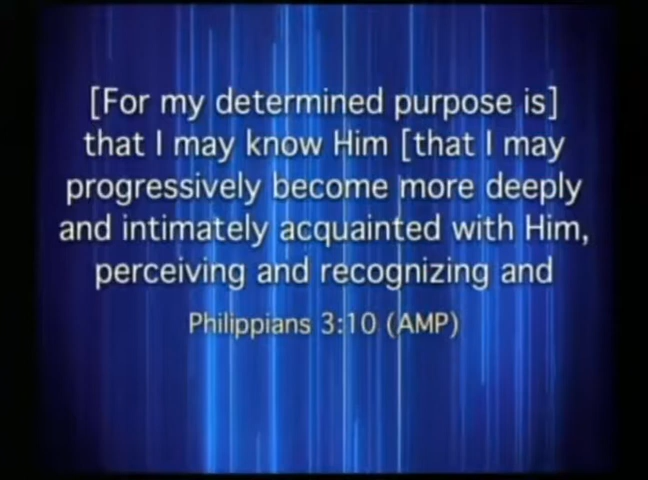 [For my determined purpose is]
that I may know Him [that I may
progressively become more deeply
and intimately acquainted with Him,
perceiving and recognizing and
Philippians 3:10 (AMP)